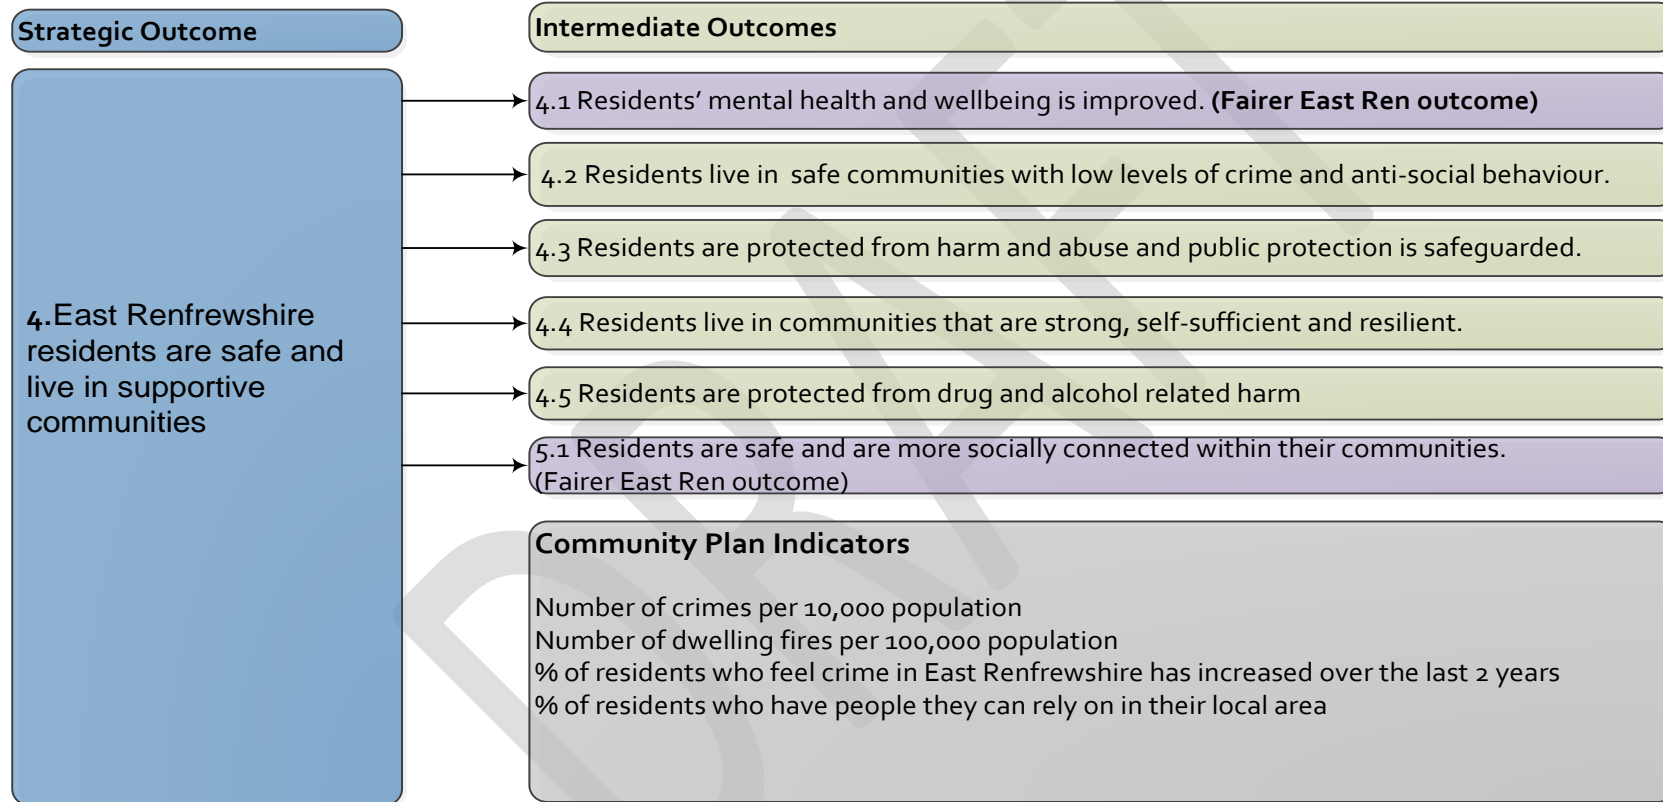 Strategic Outcome
Intermediate Outcomes
4.1 Residents’ mental health and wellbeing is improved. (Fairer East Ren outcome)
4.2 Residents live in  safe communities with low levels of crime and anti-social behaviour.
4.3 Residents are protected from harm and abuse and public protection is safeguarded.
4.East Renfrewshire
residents are safe and
live in supportive
communities
4.4 Residents live in communities that are strong, self-sufficient and resilient.
4.5 Residents are protected from drug and alcohol related harm
5.1 Residents are safe and are more socially connected within their communities.
(Fairer East Ren outcome)
Community Plan Indicators
Number of crimes per 10,000 population
Number of dwelling fires per 100,000 population
% of residents who feel crime in East Renfrewshire has increased over the last 2 years
% of residents who have people they can rely on in their local area
DRAFT